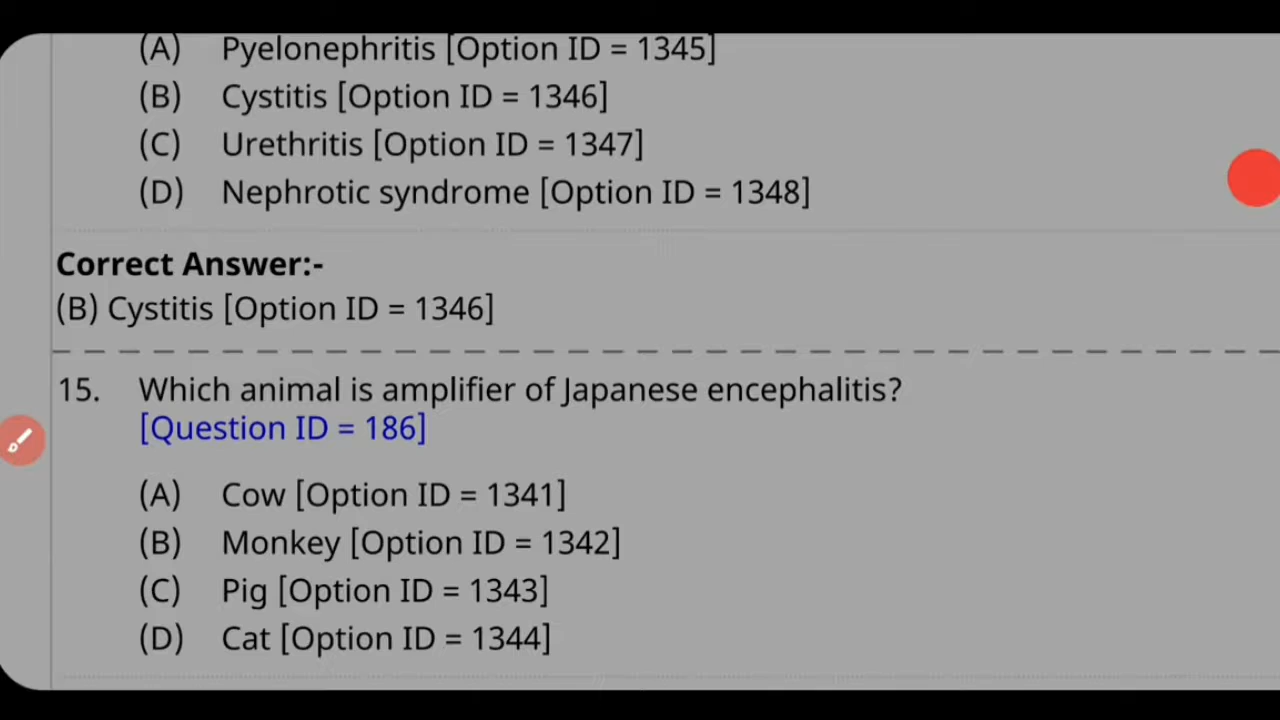 (A) Pyelonephritis [Option ID = 1345]
(B) Cystitis [Option ID = 1346]
(C) Urethritis [Option ID = 1347]
(D) Nephrotic syndrome [Option ID = 1348]
Correct Answer:-
(B) Cystitis [Option ID = 1346]
15. Which animal is amplifier of Japanese encephalitis?
[Question ID = 186]
(A) Cow [Option ID = 1341]
(B) Monkey [Option ID = 1342]
(C) Pig [Option ID = 1343]
(D) Cat [Option ID = 1344]